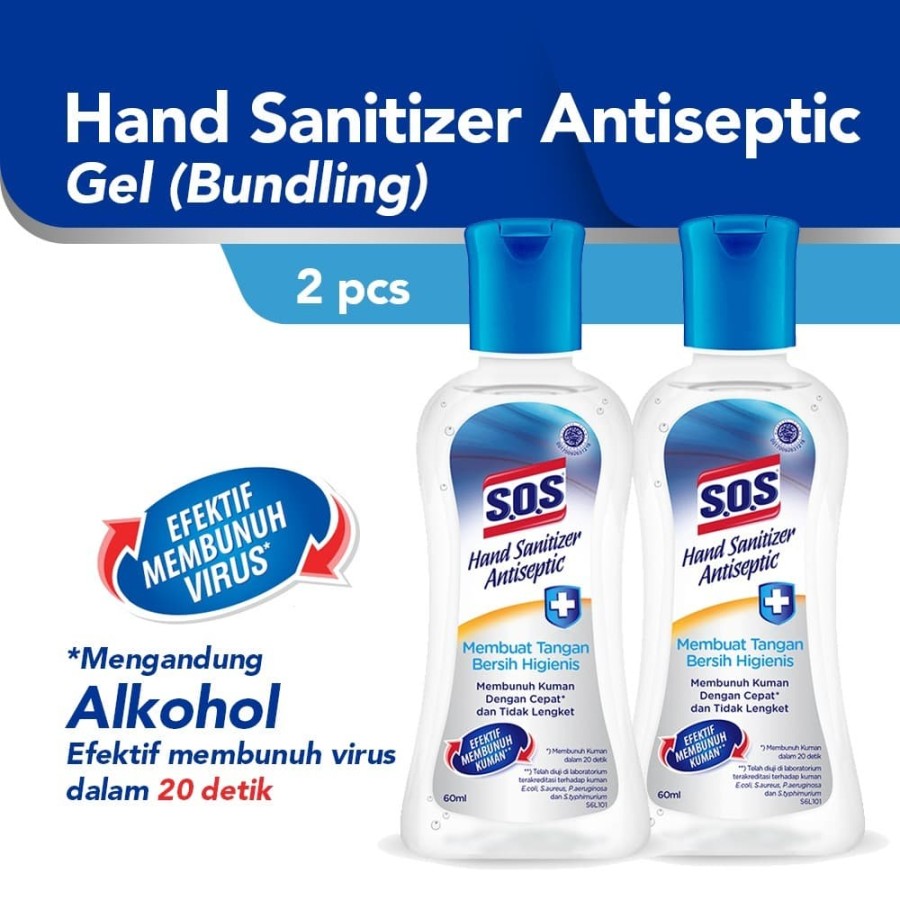 Hand Sanitizer Antiseptic
Gel (Bundling)
2 pcs
EFEKTIF
MEMBUNUH
VIRUS*
*Mengandung
Alkohol
Efektif membunuh virus
dalam 20 detik
S.O.S
Hand Sanitizer
Antiseptic
Membuat Tangan
Bersih Higienis
Membunuh Kuman
Dengan Cepat*
dan Tidak Lengket
EFEKTIF
MEMBUNUH
KUMAN**
*) Membunuh Kuman
dalam 20 detik
**) Telah diuji di laboratorium
terakreditasi terhadap kuman
E.coli, S.aureus, P.aeruginosa
dan S.typhimurium
S6L101
60ml
S.O.S
Hand Sanitizer
Antiseptic
Membuat Tangan
Bersih Higienis
Membunuh Kuman
Dengan Cepat*
dan Tidak Lengket
EFEKTIF
MEMBUNUH
KUMAN**
*) Membunuh Kuman
dalam 20 detik
**) Telah diuji di laboratorium
terakreditasi terhadap kuman
E.coli, S.aureus, P.aeruginosa
dan S.typhimurium
S6L101
60ml